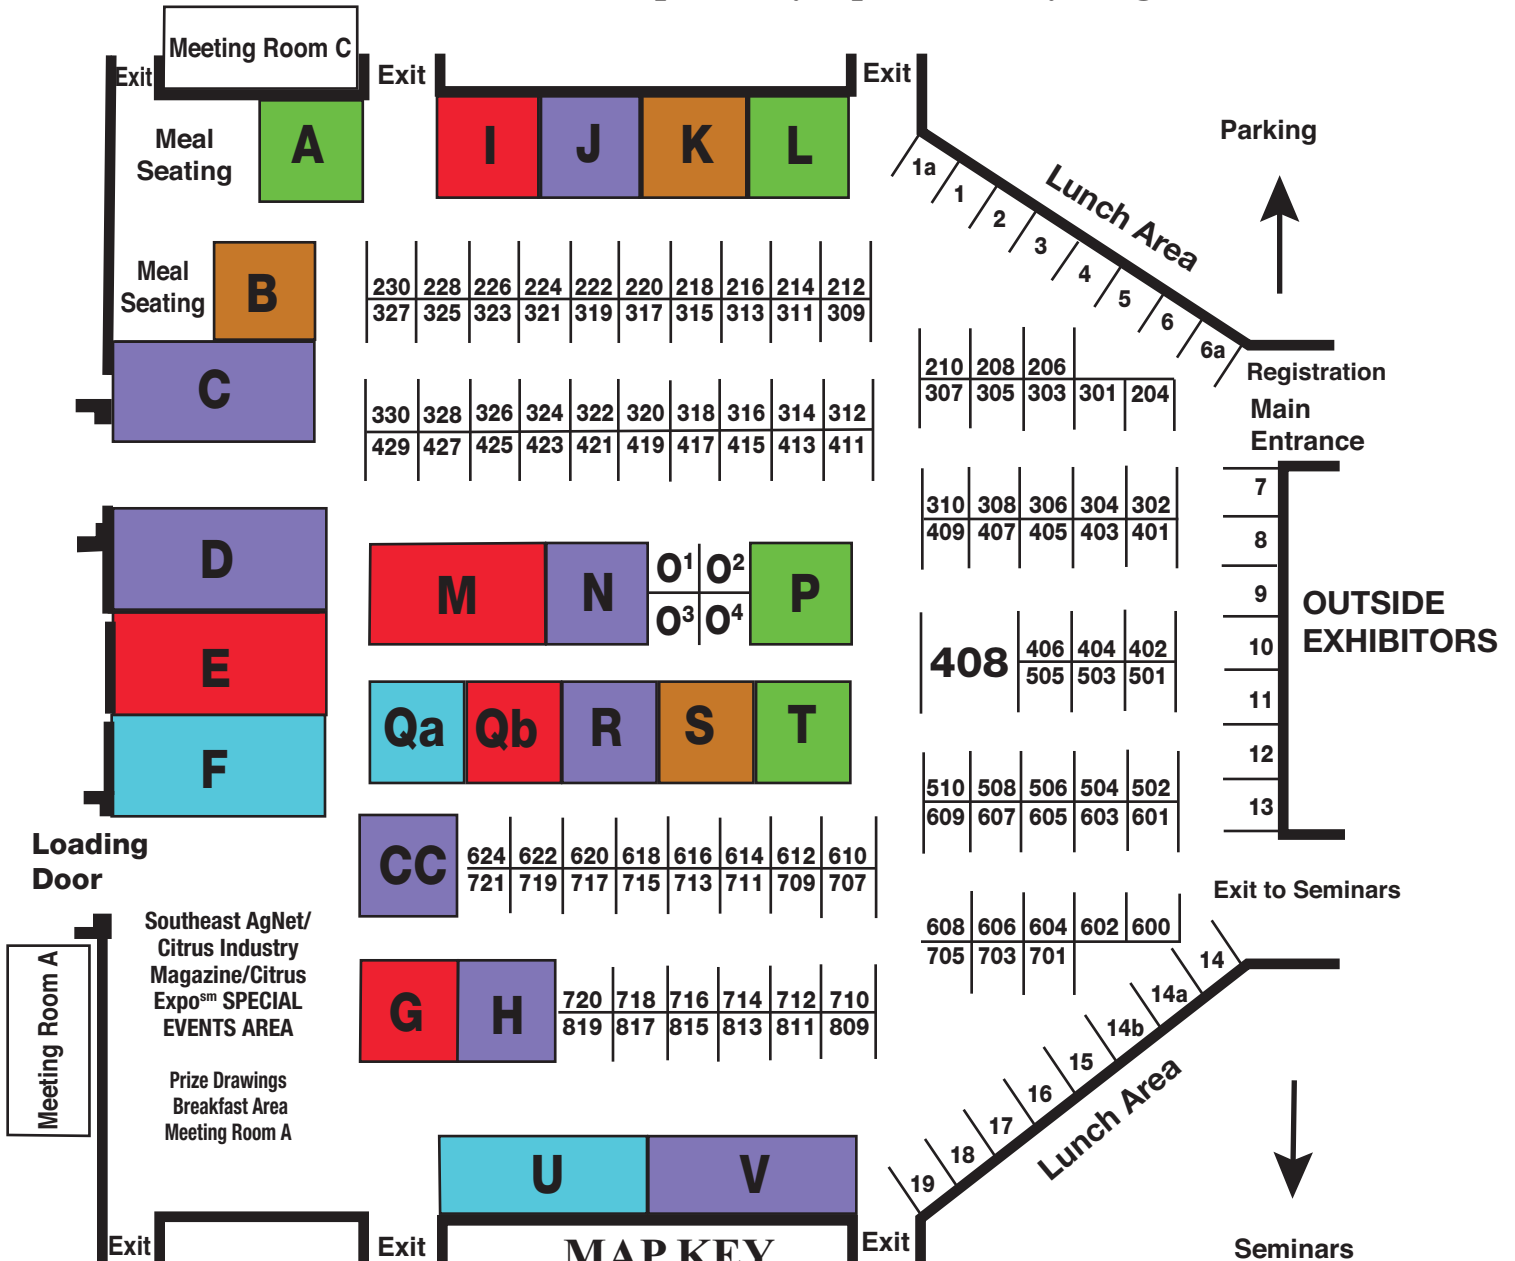 Meeting Room C
Exit
Exit
Exit
Meal
Seating
A
I
J
K
L
Parking
1a
1
2
3
4
5
6
6a
Lunch Area
Meal
Seating
B
C
230 228 226 224 222 220 218 216 214 212
327 325 323 321 319 317 315 313 311 309
210 208 206
307 305 303 301 204
Registration
Main
Entrance
330 328 326 324 322 320 318 316 314 312
429 427 425 423 421 419 417 415 413 411
310 308 306 304 302
409 407 405 403 401
7
8
9
10
11
12
13
OUTSIDE
EXHIBITORS
D
E
F
M
N
O1 O2
O3 O4
P
408
406 404 402
505 503 501
Qa
Qb
R
S
T
510 508 506 504 502
609 607 605 603 601
Loading
Door
CC
624 622 620 618 616 614 612 610
721 719 717 715 713 711 709 707
Exit to Seminars
608 606 604 602 600
705 703 701
Southeast AgNet/
Citrus Industry
Magazine/Citrus
Exposm SPECIAL
EVENTS AREA
Prize Drawings
Breakfast Area
Meeting Room A
Meeting Room A
G
H
720 718 716 714 712 710
819 817 815 813 811 809
14
14a
14b
15
16
17
18
19
Lunch Area
U
V
Exit
Exit
Exit
MAP KEY
Seminars